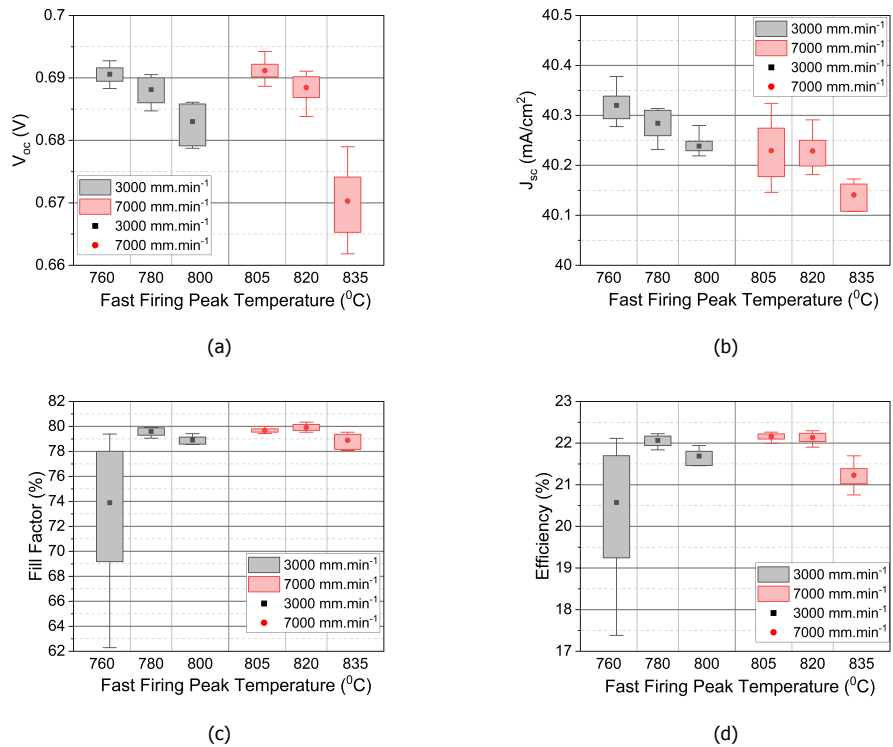 0.7
0.69
0.68
0.67
0.66
V_oc (V)
3000 mm.min⁻¹
7000 mm.min⁻¹
3000 mm.min⁻¹
7000 mm.min⁻¹
760 780 800 805 820 835
Fast Firing Peak Temperature (⁰C)
(a)
40.5
40.4
40.3
40.2
40.1
40
J_sc (mA/cm²)
3000 mm.min⁻¹
7000 mm.min⁻¹
3000 mm.min⁻¹
7000 mm.min⁻¹
760 780 800 805 820 835
Fast Firing Peak Temperature (⁰C)
(b)
82
80
78
76
74
72
70
68
66
64
62
Fill Factor (%)
3000 mm.min⁻¹
7000 mm.min⁻¹
3000 mm.min⁻¹
7000 mm.min⁻¹
760 780 800 805 820 835
Fast Firing Peak Temperature (⁰C)
(c)
23
22
21
20
19
18
17
Efficiency (%)
3000 mm.min⁻¹
7000 mm.min⁻¹
3000 mm.min⁻¹
7000 mm.min⁻¹
760 780 800 805 820 835
Fast Firing Peak Temperature (⁰C)
(d)